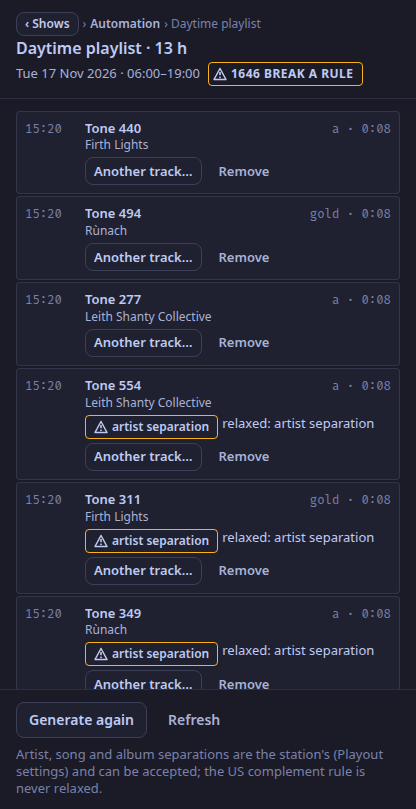 ‹ Shows › Automation › Daytime playlist
Daytime playlist · 13 h
Tue 17 Nov 2026 · 06:00–19:00 ⚠ 1646 BREAK A RULE
15:20 Tone 440 a · 0:08
Firth Lights
Another track… Remove
15:20 Tone 494 gold · 0:08
Rùnach
Another track… Remove
15:20 Tone 277 a · 0:08
Leith Shanty Collective
Another track… Remove
15:20 Tone 554 a · 0:08
Leith Shanty Collective
⚠ artist separation relaxed: artist separation
Another track… Remove
15:20 Tone 311 gold · 0:08
Firth Lights
⚠ artist separation relaxed: artist separation
Another track… Remove
15:20 Tone 349 a · 0:08
Rùnach
⚠ artist separation relaxed: artist separation
Another track… Remove
Generate again Refresh
Artist, song and album separations are the station's (Playout
settings) and can be accepted; the US complement rule is
never relaxed.